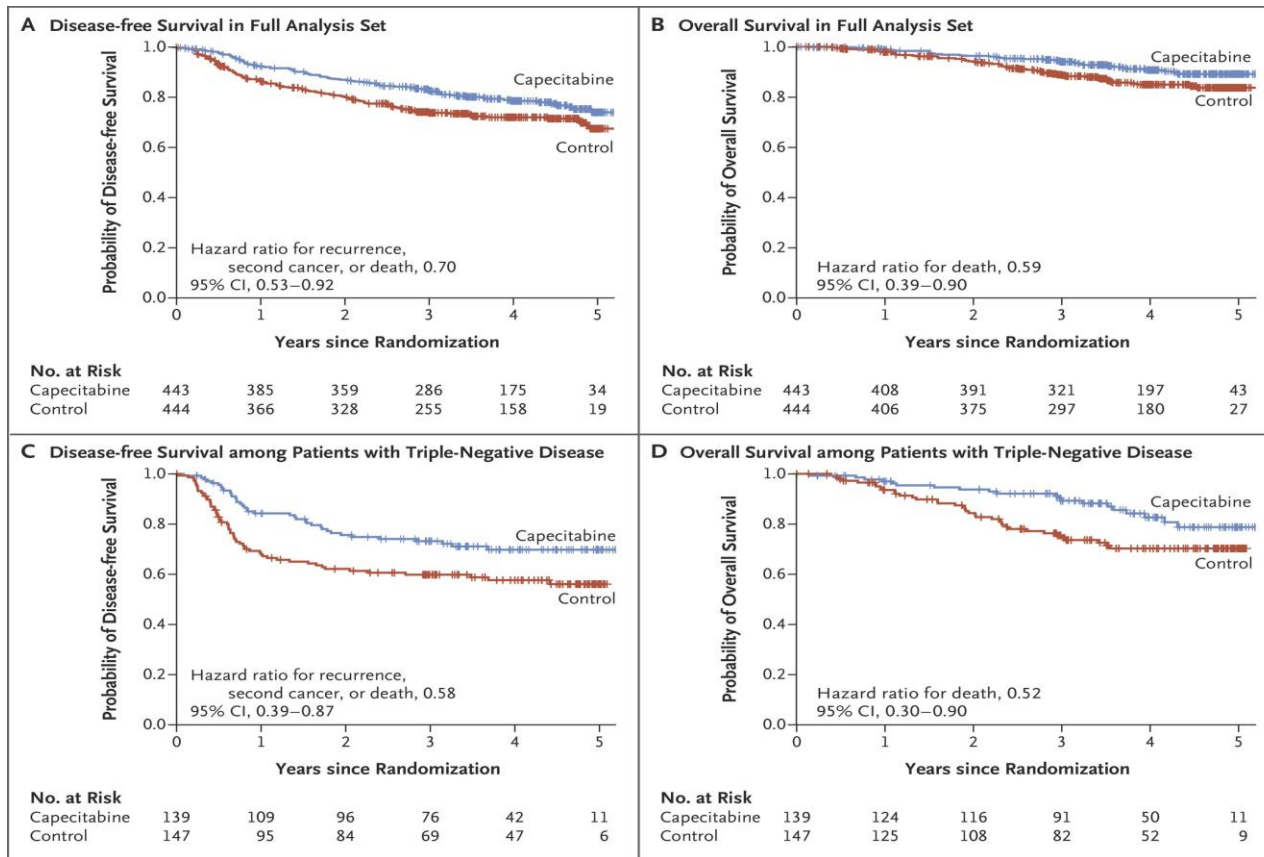 A Disease-free Survival in Full Analysis Set
Probability of Disease-free Survival
1.0
0.8
0.6
0.4
0.2
0.0
Capecitabine
Control
Hazard ratio for recurrence,
second cancer, or death, 0.70
95% CI, 0.53–0.92
0 1 2 3 4 5
Years since Randomization
No. at Risk
Capecitabine 443 385 359 286 175 34
Control 444 366 328 255 158 19
B Overall Survival in Full Analysis Set
Probability of Overall Survival
1.0
0.8
0.6
0.4
0.2
0.0
Capecitabine
Control
Hazard ratio for death, 0.59
95% CI, 0.39–0.90
0 1 2 3 4 5
Years since Randomization
No. at Risk
Capecitabine 443 408 391 321 197 43
Control 444 406 375 297 180 27
C Disease-free Survival among Patients with Triple-Negative Disease
Probability of Disease-free Survival
1.0
0.8
0.6
0.4
0.2
0.0
Capecitabine
Control
Hazard ratio for recurrence,
second cancer, or death, 0.58
95% CI, 0.39–0.87
0 1 2 3 4 5
Years since Randomization
No. at Risk
Capecitabine 139 109 96 76 42 11
Control 147 95 84 69 47 6
D Overall Survival among Patients with Triple-Negative Disease
Probability of Overall Survival
1.0
0.8
0.6
0.4
0.2
0.0
Capecitabine
Control
Hazard ratio for death, 0.52
95% CI, 0.30–0.90
0 1 2 3 4 5
Years since Randomization
No. at Risk
Capecitabine 139 124 116 91 50 11
Control 147 125 108 82 52 9